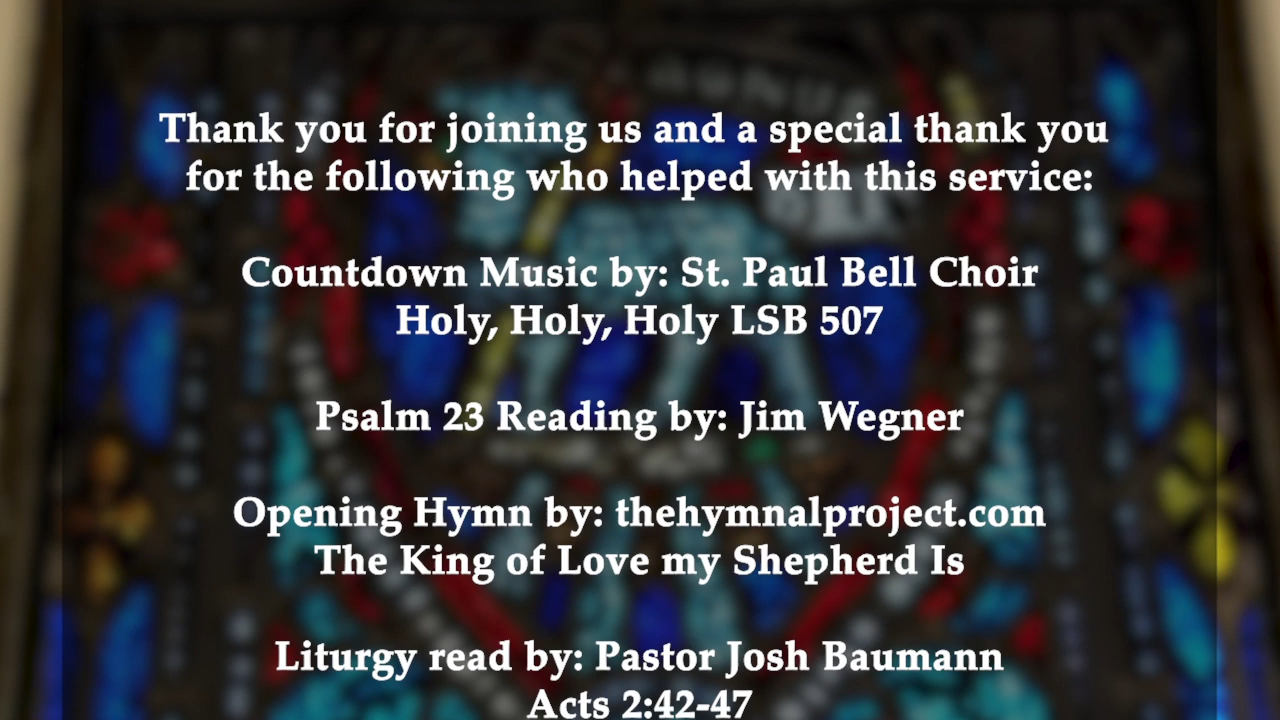 Thank you for joining us and a special thank you
for the following who helped with this service:
Countdown Music by: St. Paul Bell Choir
Holy, Holy, Holy LSB 507
Psalm 23 Reading by: Jim Wegner
Opening Hymn by: thehymnalproject.com
The King of Love my Shepherd Is
Liturgy read by: Pastor Josh Baumann
Acts 2:42-47